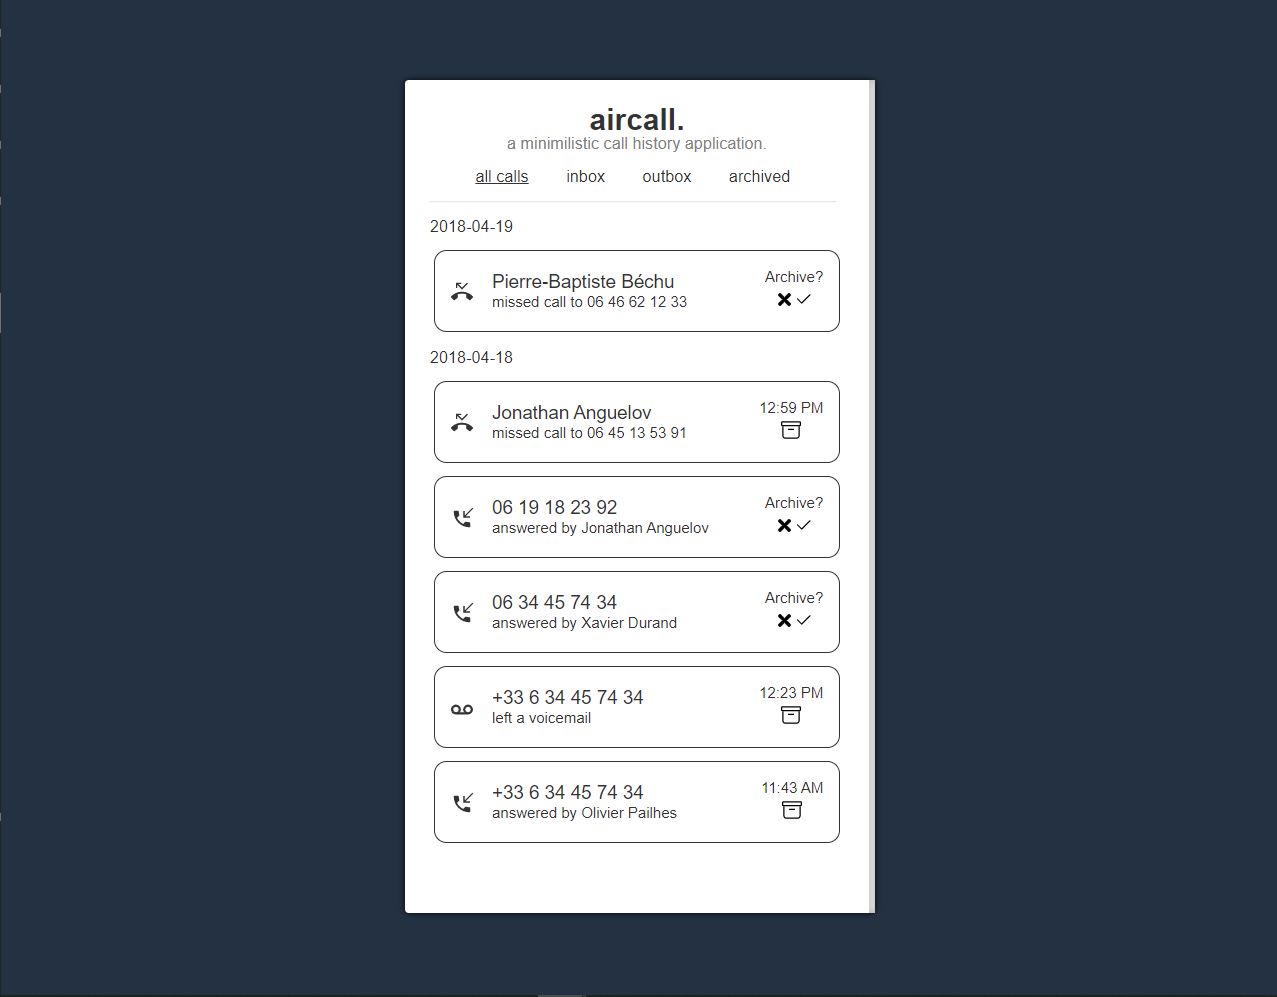 aircall.
a minimilistic call history application.
all calls inbox outbox archived
2018-04-19
Pierre-Baptiste Béchu
missed call to 06 46 62 12 33
Archive?
2018-04-18
Jonathan Anguelov
missed call to 06 45 13 53 91
12:59 PM
06 19 18 23 92
answered by Jonathan Anguelov
Archive?
06 34 45 74 34
answered by Xavier Durand
Archive?
+33 6 34 45 74 34
left a voicemail
12:23 PM
+33 6 34 45 74 34
answered by Olivier Pailhes
11:43 AM